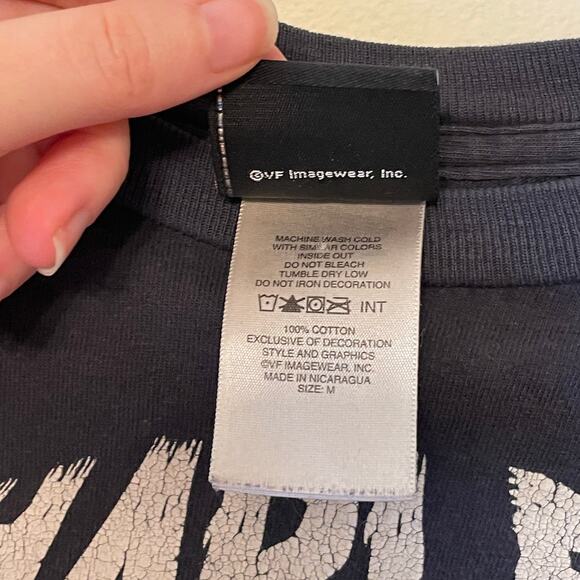 ©VF Imagewear, Inc.
MACHINE WASH COLD
WITH SIMILAR COLORS
INSIDE OUT
DO NOT BLEACH
TUMBLE DRY LOW
DO NOT IRON DECORATION
INT
100% COTTON
EXCLUSIVE OF DECORATION
STYLE AND GRAPHICS
©VF IMAGEWEAR, INC.
MADE IN NICARAGUA
SIZE: M